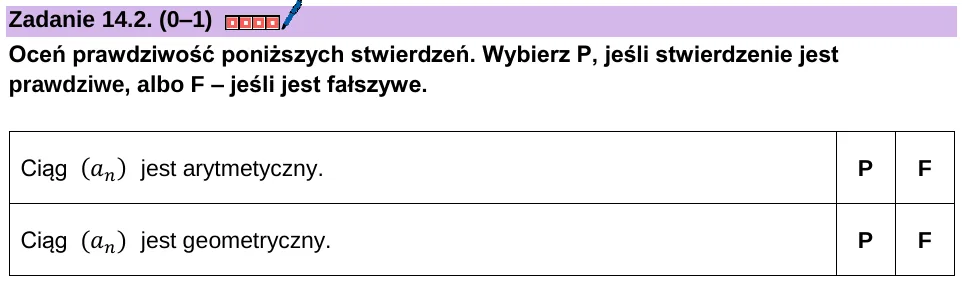 Zadanie 14.2. (0–1)
Oceń prawdziwość poniższych stwierdzeń. Wybierz P, jeśli stwierdzenie jest
prawdziwe, albo F – jeśli jest fałszywe.
Ciąg (aₙ) jest arytmetyczny. P F
Ciąg (aₙ) jest geometryczny. P F